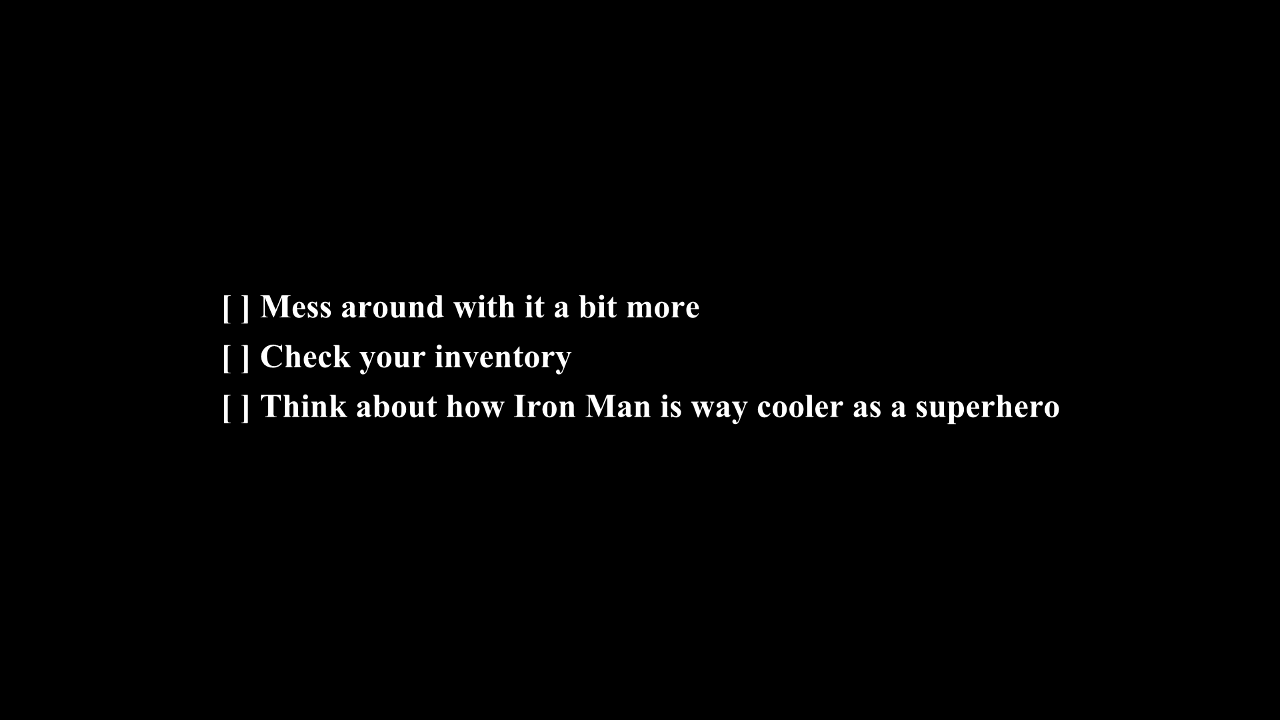 [ ] Mess around with it a bit more
[ ] Check your inventory
[ ] Think about how Iron Man is way cooler as a superhero